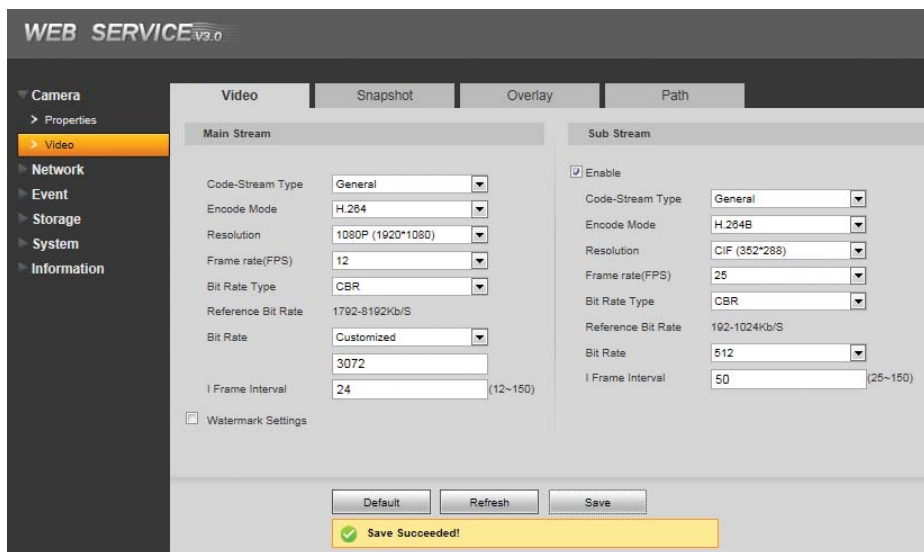 WEB SERVICE V3.0
Camera
Properties
Video
Network
Event
Storage
System
Information
Video
Snapshot
Overlay
Path
Main Stream
Code-Stream Type General
Encode Mode H.264
Resolution 1080P (1920*1080)
Frame rate(FPS) 12
Bit Rate Type CBR
Reference Bit Rate 1792-8192Kb/S
Bit Rate Customized
3072
I Frame Interval 24 (12~150)
Watermark Settings
Sub Stream
Enable
Code-Stream Type General
Encode Mode H.264B
Resolution CIF (352*288)
Frame rate(FPS) 25
Bit Rate Type CBR
Reference Bit Rate 192-1024Kb/S
Bit Rate 512
I Frame Interval 50 (25~150)
Default
Refresh
Save
Save Succeeded!